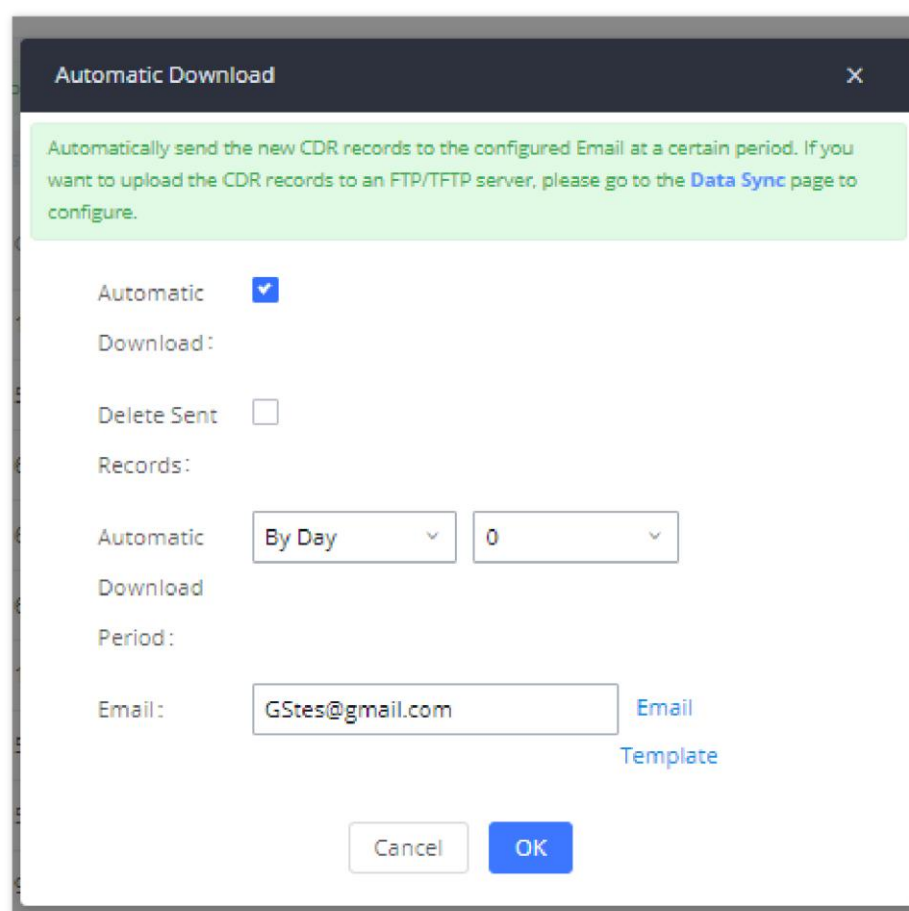 Automatic Download
Automatically send the new CDR records to the configured Email at a certain period. If you
want to upload the CDR records to an FTP/TFTP server, please go to the Data Sync page to
configure.
Automatic
Download:
Delete Sent
Records:
Automatic By Day 0
Download
Period:
Email: GStes@gmail.com Email
Template
Cancel OK